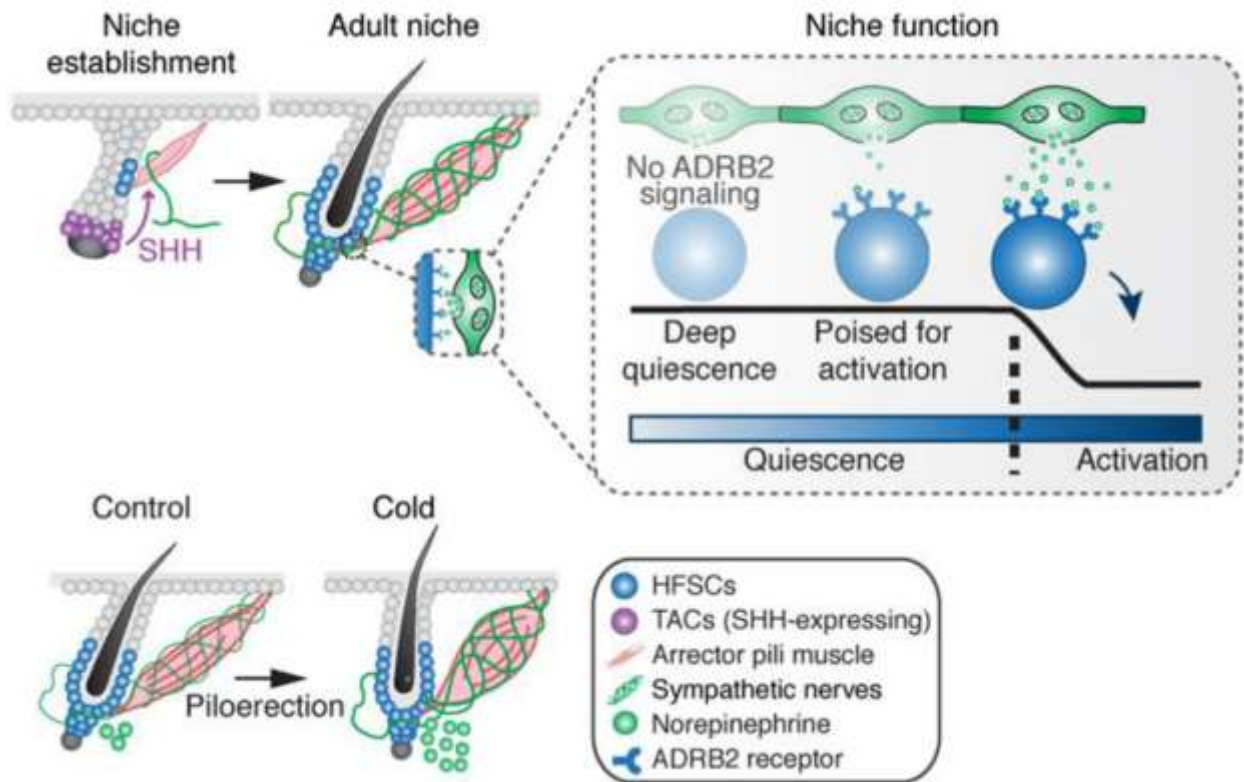 Niche
establishment
Adult niche
Niche function
SHH
No ADRB2
signaling
Deep
quiescence
Poised for
activation
Quiescence
Activation
Control
Cold
Piloerection
HFSCs
TACs (SHH-expressing)
Arrector pili muscle
Sympathetic nerves
Norepinephrine
ADRB2 receptor